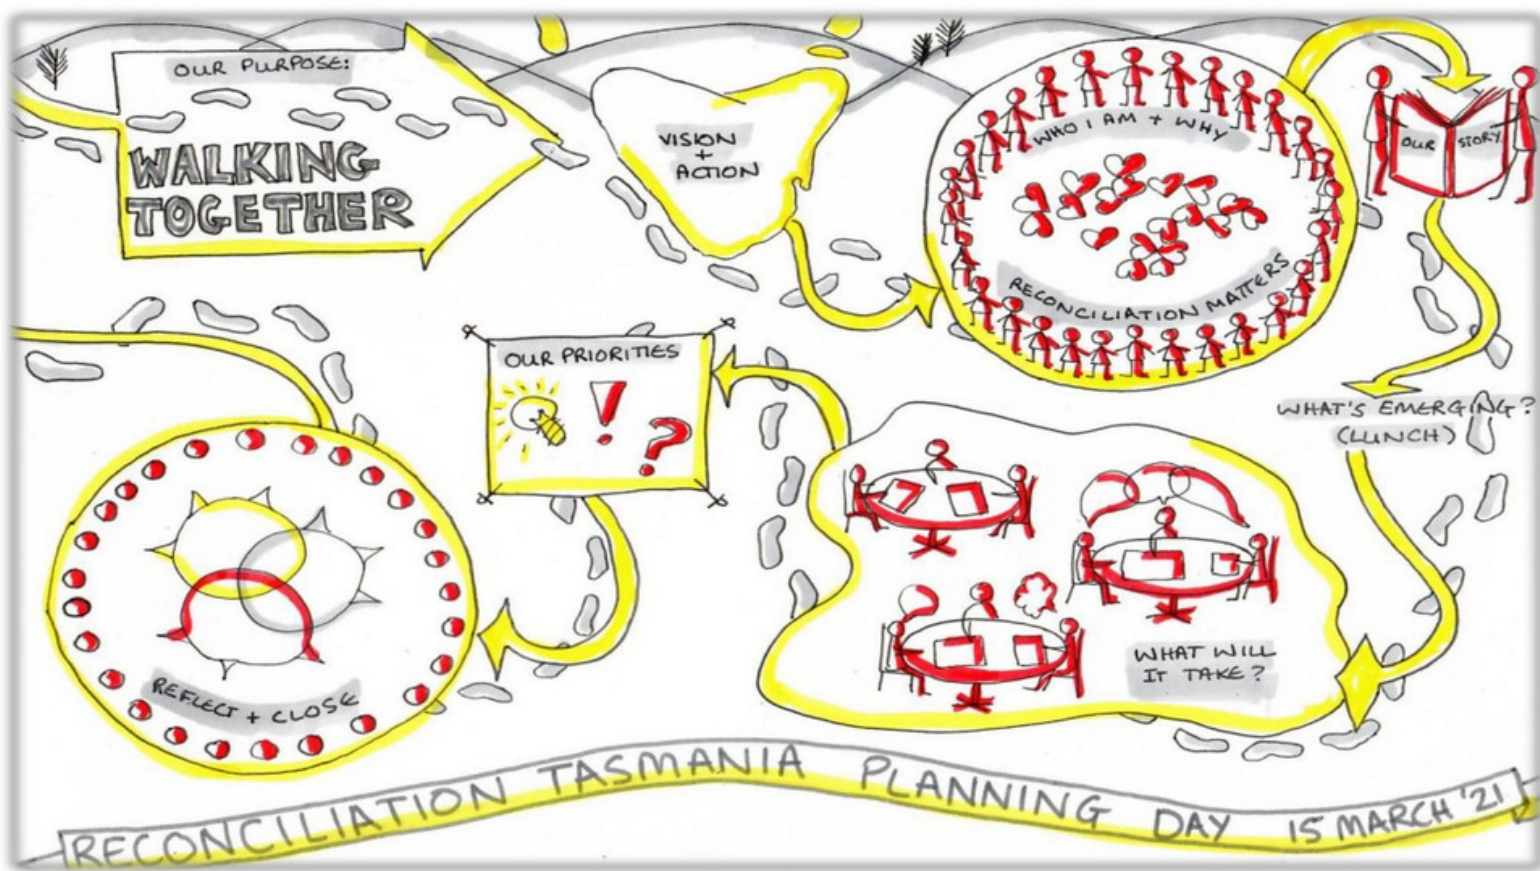 OUR PURPOSE:
WALKING
TOGETHER
VISION
+
ACTION
WHO I AM + WHY
RECONCILIATION MATTERS
OUR STORY
WHAT'S EMERGING?
(LUNCH)
WHAT WILL
IT TAKE?
OUR PRIORITIES
!
?
REFLECT + CLOSE
RECONCILIATION TASMANIA PLANNING DAY 15 MARCH '21